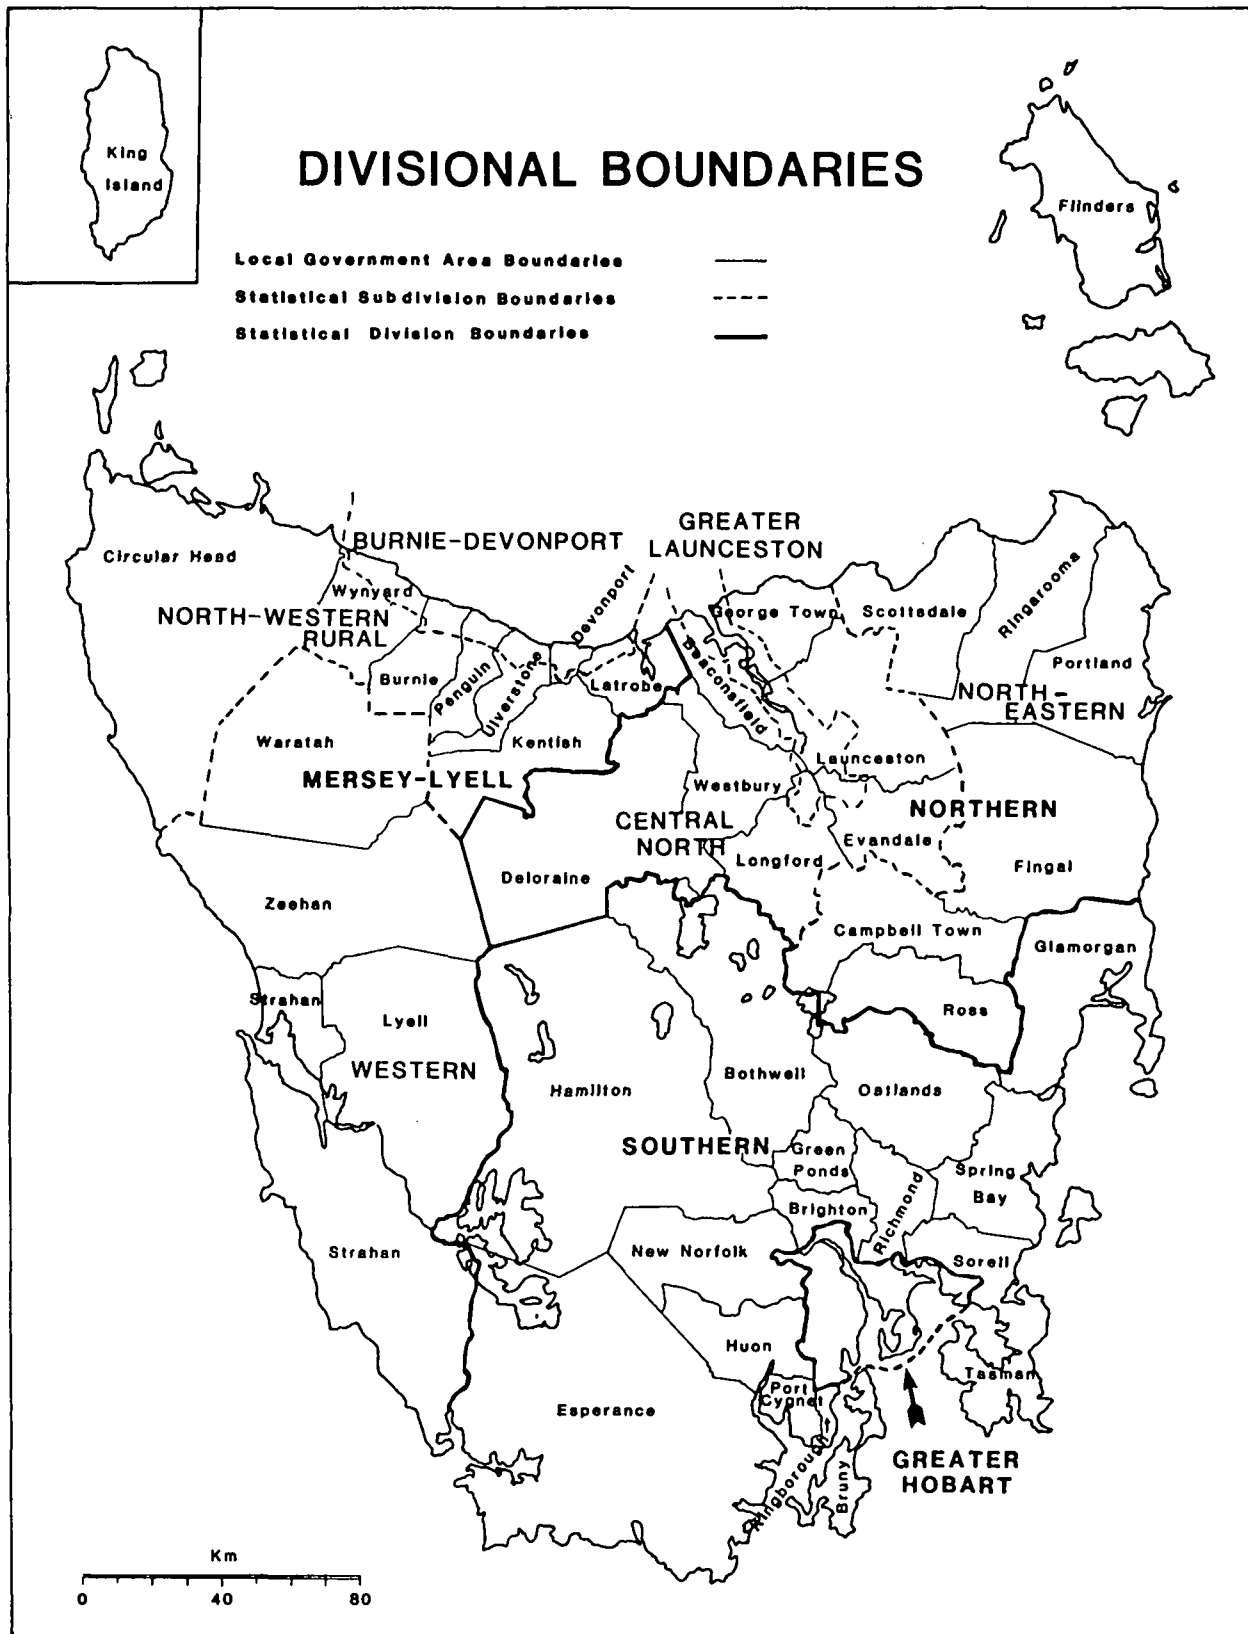 King
Island
DIVISIONAL BOUNDARIES
Flinders
Local Government Area Boundaries
Statistical Subdivision Boundaries
Statistical Division Boundaries
Circular Head
BURNIE-DEVONPORT
GREATER
LAUNCESTON
Wynyard
NORTH-WESTERN
RURAL
Devonport
George Town
Scottsdale
Ringarooma
Portland
Burnie
Penguin
Ulverstone
Latrobe
Beaconsfield
NORTH-
EASTERN
Waratah
Kentish
MERSEY-LYELL
Westbury
Launceston
NORTHERN
CENTRAL
NORTH
Longford
Evandale
Fingal
Deloraine
Zeehan
Campbell Town
Glamorgan
Strahan
Lyell
Ross
WESTERN
Hamilton
Bothwell
Oatlands
SOUTHERN
Green
Ponds
Spring
Bay
Brighton
Richmond
Strahan
New Norfolk
Sorell
Huon
Tasman
Port
Cygnet
Esperance
Kingborough
Bruny
GREATER
HOBART
Km
0 40 80